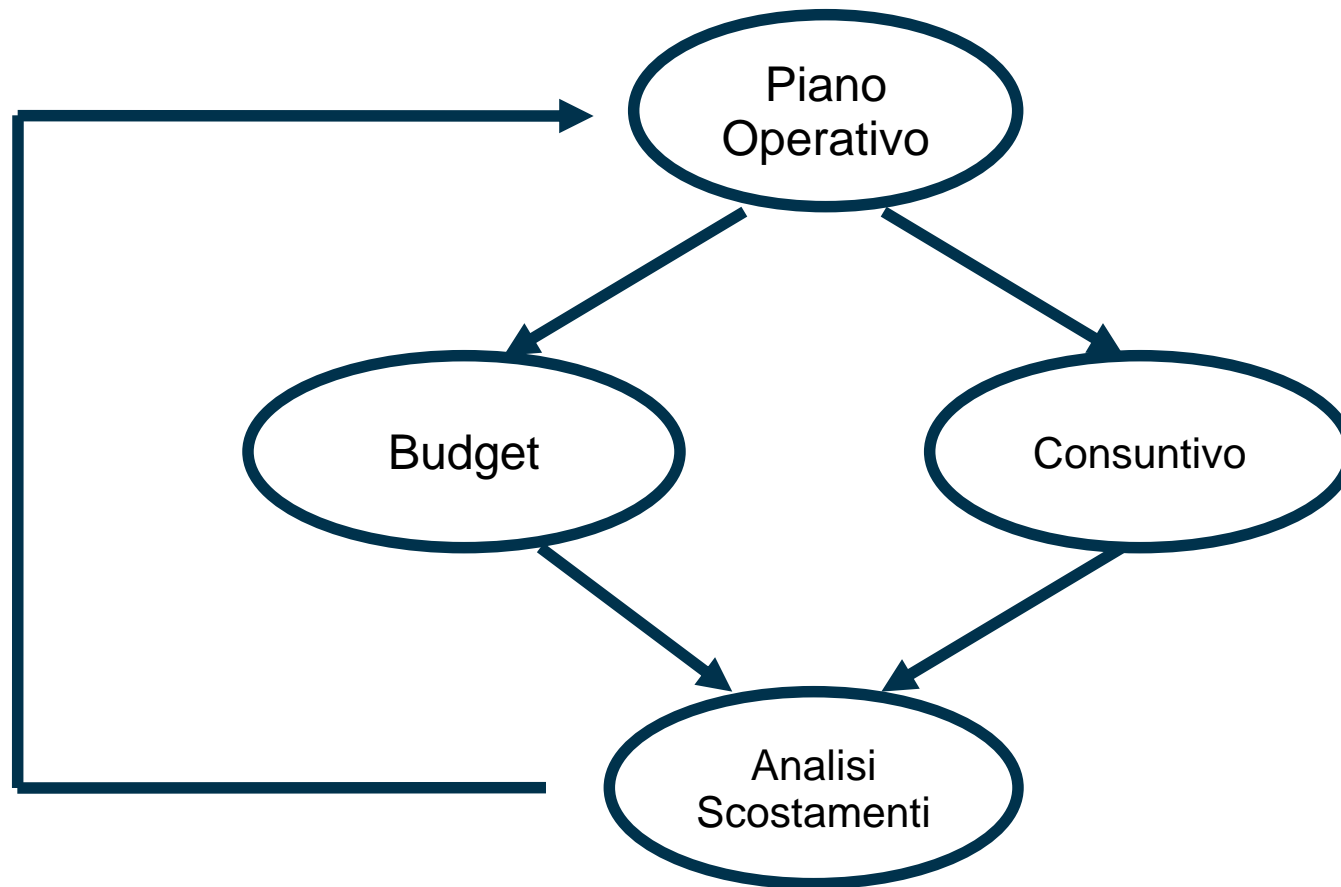 Piano
Operativo
Budget
Consuntivo
Analisi
Scostamenti